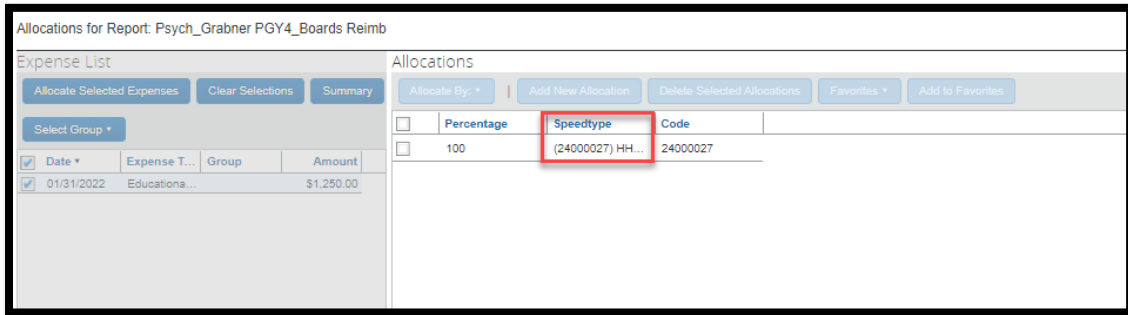 Allocations for Report: Psych_Grabner PGY4_Boards Reimb
Expense List
Allocate Selected Expenses Clear Selections Summary
Select Group
Date Expense T... Group Amount
01/31/2022 Educationa... $1,250.00
Allocations
Allocate By: | Add New Allocation Delete Selected Allocations Favorites Add to Favorites
Percentage Speedtype Code
100 (24000027) HH... 24000027